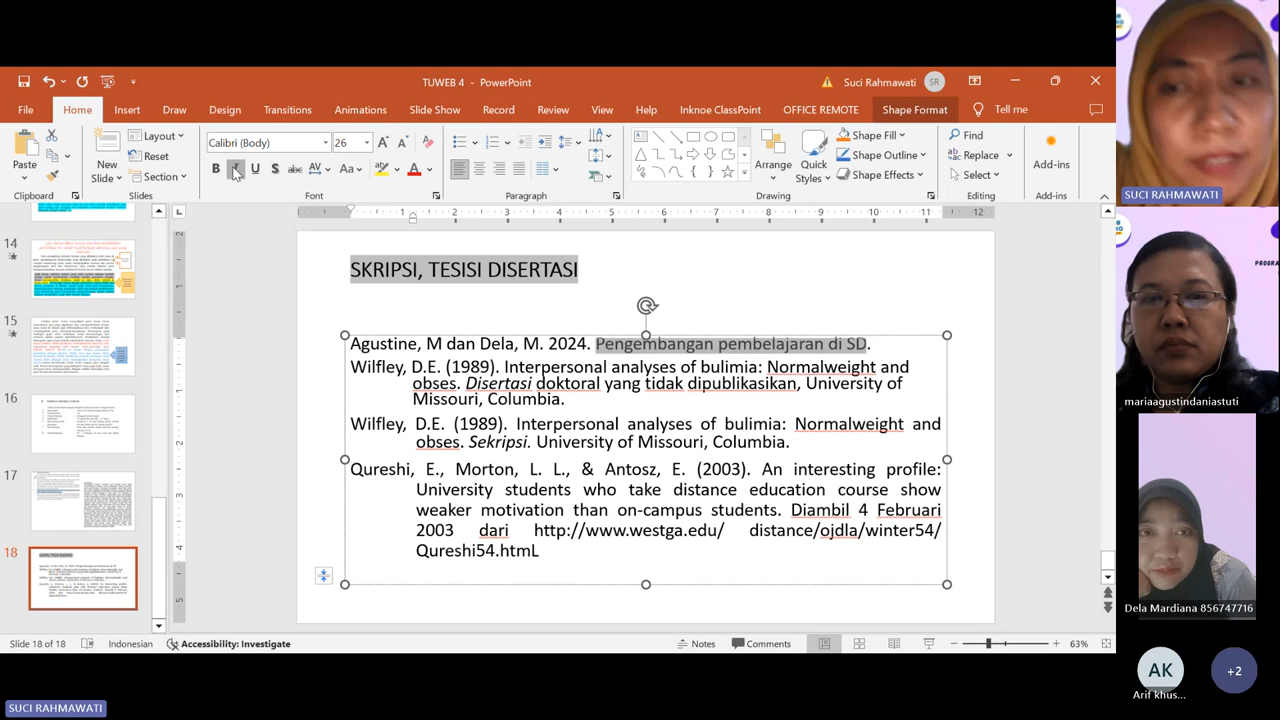 TUWEB 4 - PowerPoint
Suci Rahmawati
SR
File
Home
Insert
Draw
Design
Transitions
Animations
Slide Show
Record
Review
View
Help
Inknoe ClassPoint
OFFICE REMOTE
Shape Format
Tell me
Paste
Clipboard
New
Slide
Layout
Reset
Section
Slides
Calibri (Body)
26
Font
Paragraph
Arrange
Quick
Styles
Shape Fill
Shape Outline
Shape Effects
Drawing
Find
Replace
Select
Editing
Add-ins
Add-ins
14
15
16
17
18
SKRIPSI, TESIS, DISERTASI
Agustine, M dan Dela, M. 2024. Pengembangan pembelajaran di SD.
Wilfley, D.E. (1989). Interpersonal analyses of bulimia: Normalweight and
obses. Disertasi doktoral yang tidak dipublikasikan, University of
Missouri, Columbia.
Wilfley, D.E. (1989). Interpersonal analyses of bulimia: Normalweight and
obses. Sekripsi. University of Missouri, Columbia.
Qureshi, E., Morton, L. L., & Antosz, E. (2003). An interesting profile:
University students who take distance education course show
weaker motivation than on-campus students. Diambil 4 Februari
2003 dari http://www.westga.edu/ distance/ojdla/winter54/
Qureshi54.htmL
Slide 18 of 18
Indonesian
Accessibility: Investigate
Notes
Comments
63%
SUCI RAHMAWATI
mariaagustindaniastuti
Dela Mardiana 856747716
AK
Arif khus...
+2
SUCI RAHMAWATI